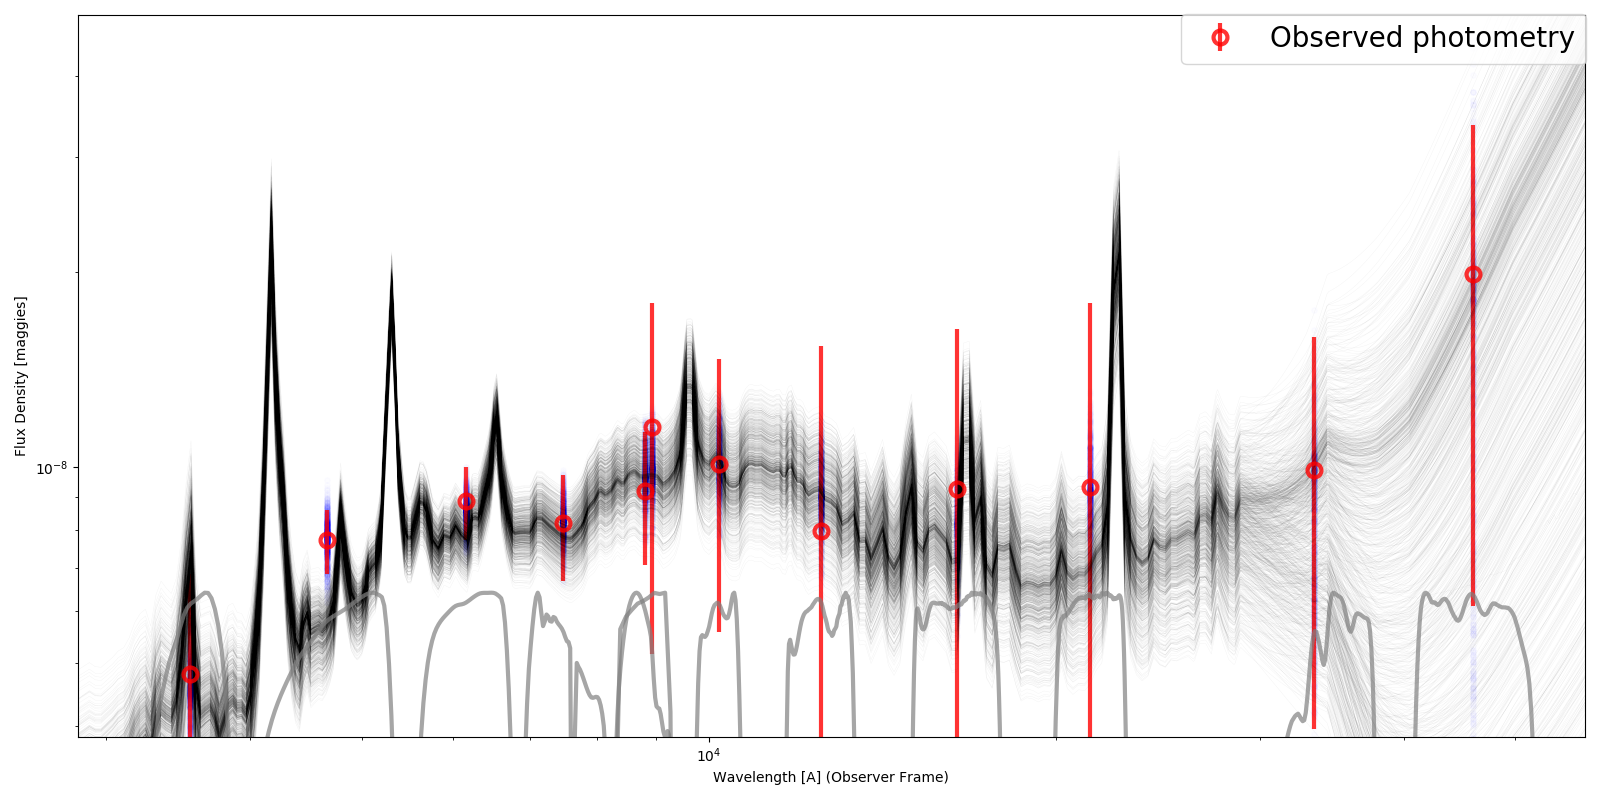 Observed photometry
Flux Density [maggies]
10⁻⁸
10⁴
Wavelength [A] (Observer Frame)